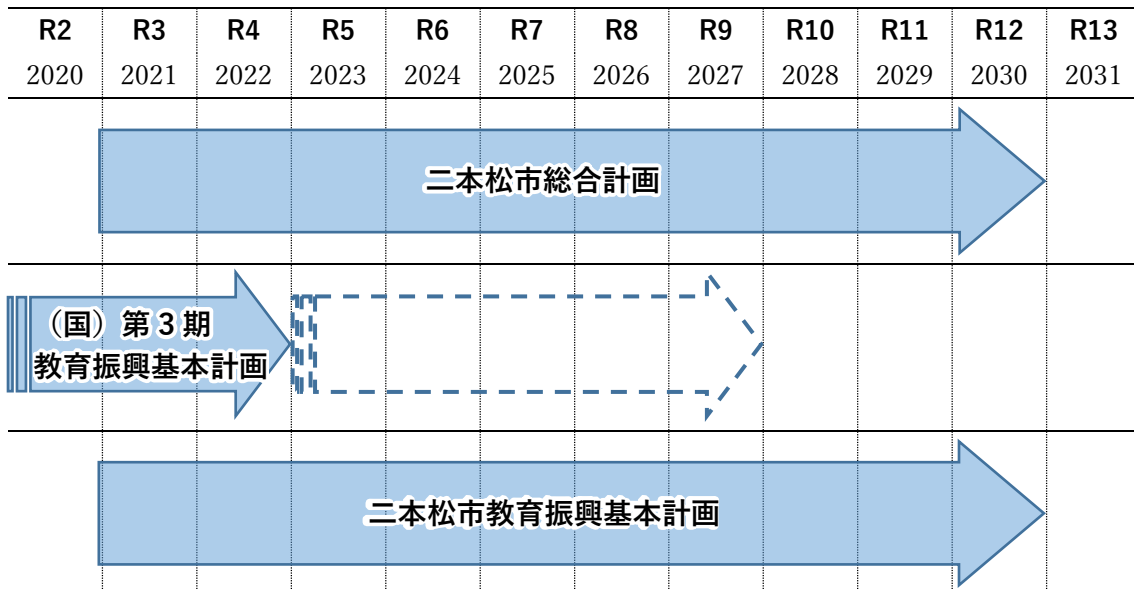 R2 R3 R4 R5 R6 R7 R8 R9 R10 R11 R12 R13
2020 2021 2022 2023 2024 2025 2026 2027 2028 2029 2030 2031
二本松市総合計画
（国）第３期
教育振興基本計画
二本松市教育振興基本計画